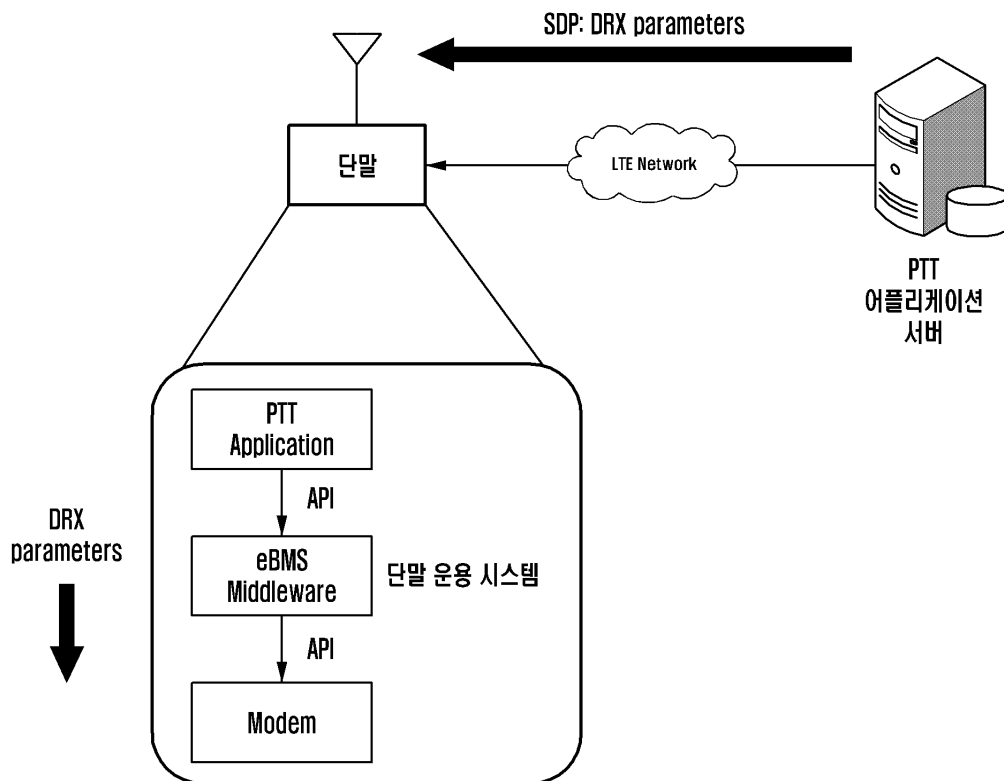 SDP: DRX parameters
단말
LTE Network
PTT
어플리케이션
서버
PTT
Application
API
DRX
parameters
eBMS
Middleware
단말 운용 시스템
API
Modem